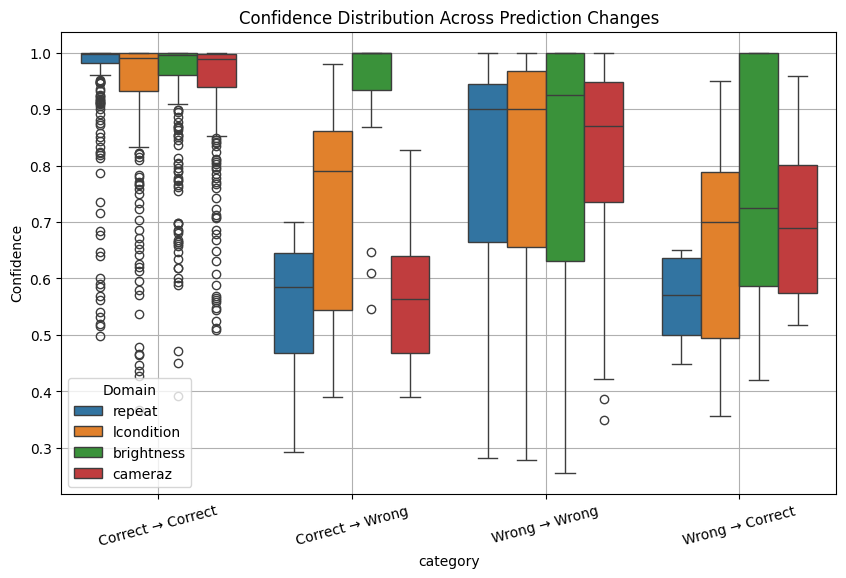 Confidence Distribution Across Prediction Changes
Confidence
1.0
0.9
0.8
0.7
0.6
0.5
0.4
0.3
Domain
repeat
lcondition
brightness
cameraz
Correct → Correct
Correct → Wrong
Wrong → Wrong
Wrong → Correct
category